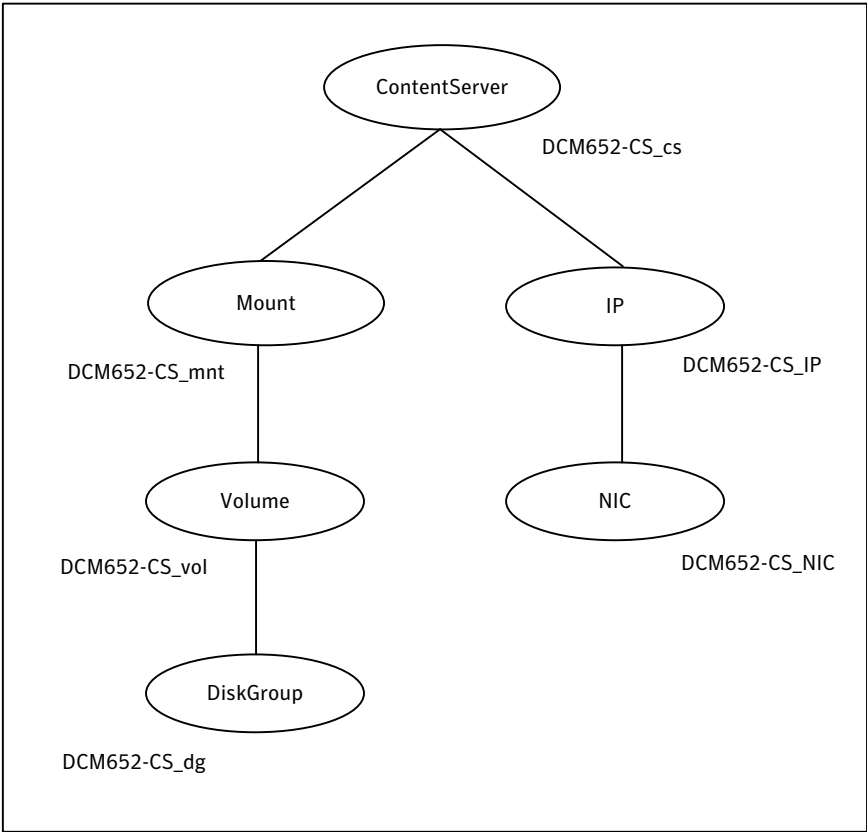 ContentServer
DCM652-CS_cs
Mount
IP
DCM652-CS_mnt
DCM652-CS_IP
Volume
NIC
DCM652-CS_vol
DCM652-CS_NIC
DiskGroup
DCM652-CS_dg